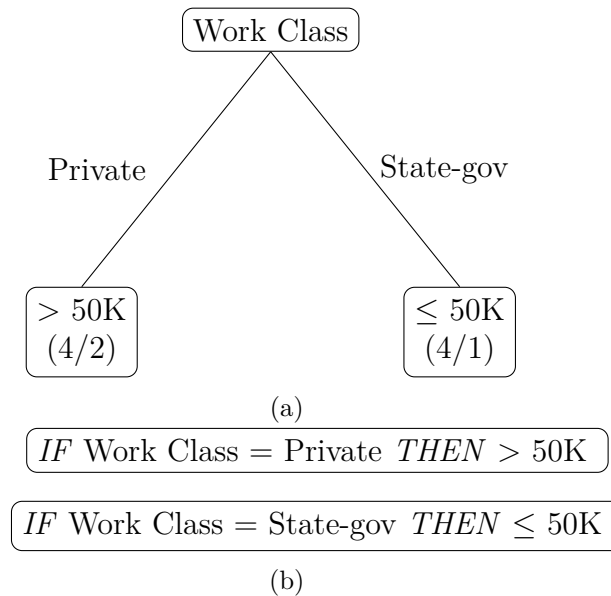 Work Class
Private
State-gov
> 50K
(4/2)
≤ 50K
(4/1)
(a)
IF Work Class = Private THEN > 50K
IF Work Class = State-gov THEN ≤ 50K
(b)